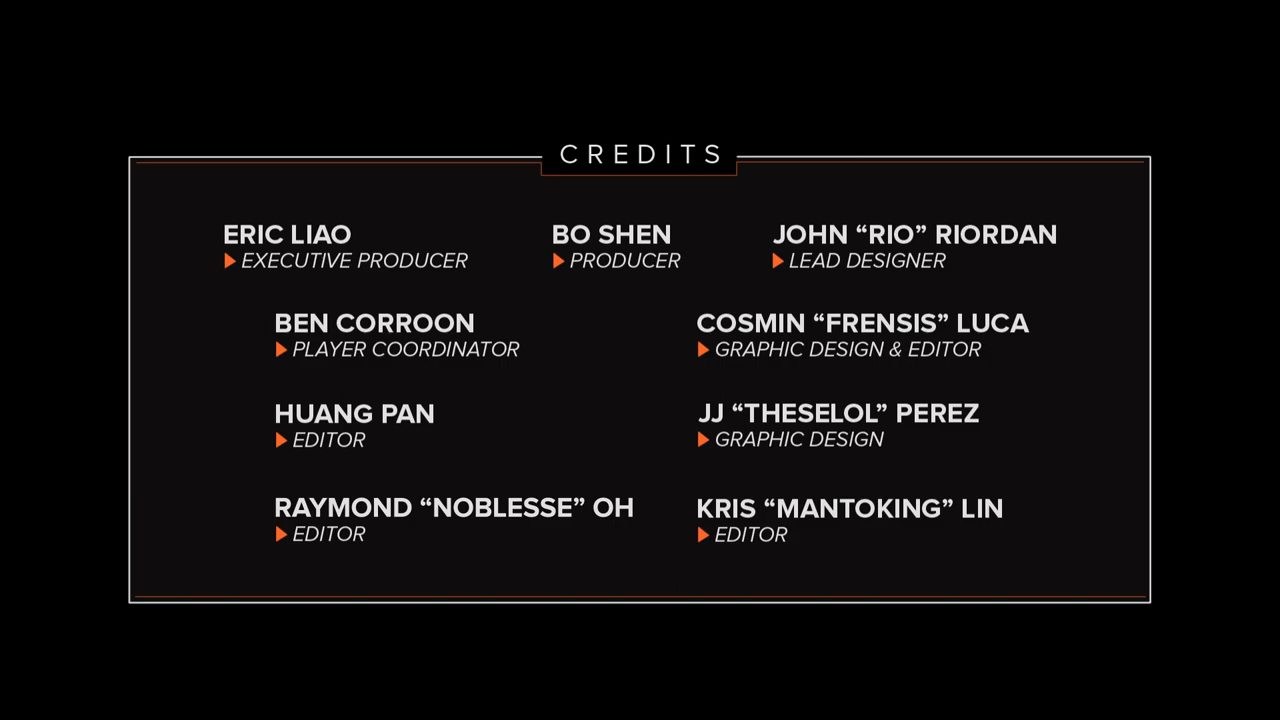 CREDITS
ERIC LIAO
EXECUTIVE PRODUCER
BO SHEN
PRODUCER
JOHN “RIO” RIORDAN
LEAD DESIGNER
BEN CORROON
PLAYER COORDINATOR
COSMIN “FRENSIS” LUCA
GRAPHIC DESIGN & EDITOR
HUANG PAN
EDITOR
JJ “THESELOL” PEREZ
GRAPHIC DESIGN
RAYMOND “NOBLESSE” OH
EDITOR
KRIS “MANTOKING” LIN
EDITOR